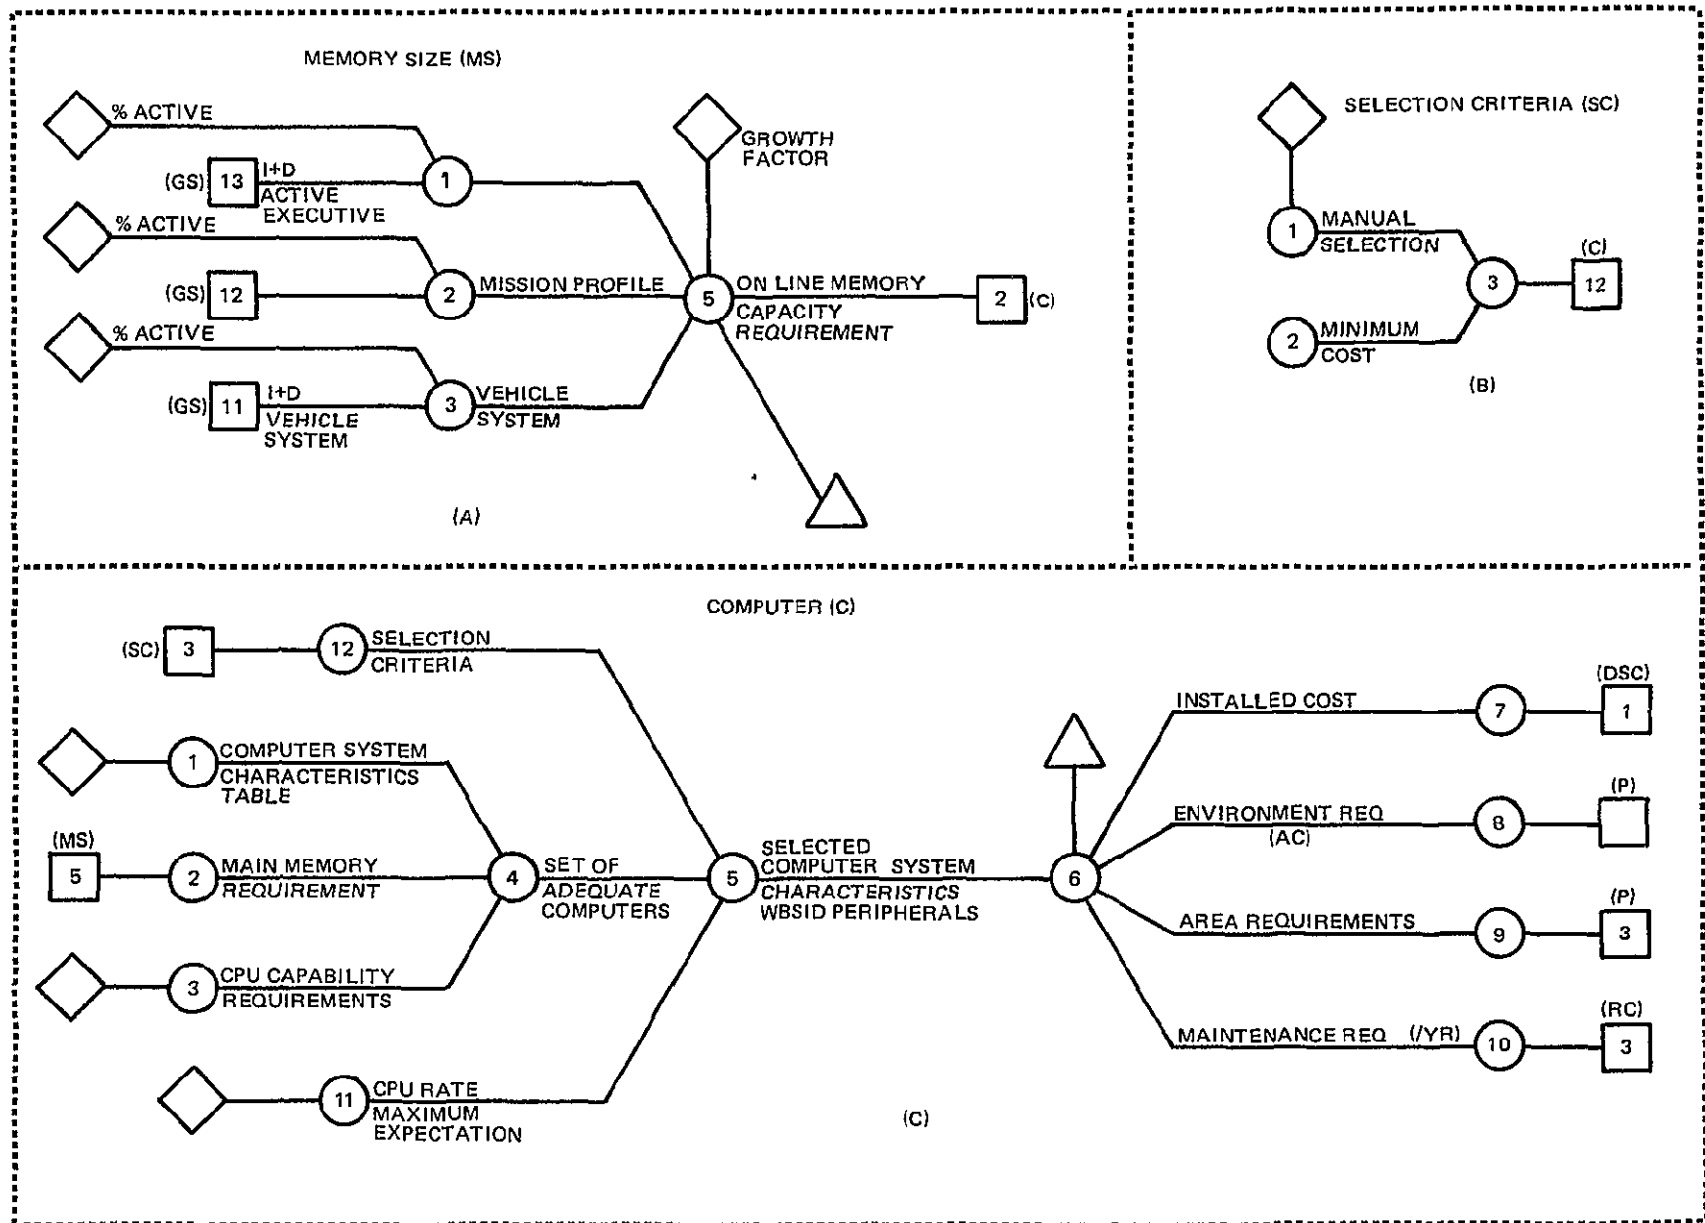 MEMORY SIZE (MS)
% ACTIVE
(GS) 13 I+D
ACTIVE
EXECUTIVE
1
% ACTIVE
(GS) 12
2 MISSION PROFILE
% ACTIVE
(GS) 11 I+D
VEHICLE
SYSTEM
3 VEHICLE
SYSTEM
GROWTH
FACTOR
5 ON LINE MEMORY
CAPACITY
REQUIREMENT
2 (C)
(A)
SELECTION CRITERIA (SC)
1 MANUAL
SELECTION
2 MINIMUM
COST
3
(C)
12
(B)
COMPUTER (C)
(SC) 3
12 SELECTION
CRITERIA
1 COMPUTER SYSTEM
CHARACTERISTICS
TABLE
(MS)
5
2 MAIN MEMORY
REQUIREMENT
3 CPU CAPABILITY
REQUIREMENTS
11 CPU RATE
MAXIMUM
EXPECTATION
4 SET OF
ADEQUATE
COMPUTERS
5 SELECTED
COMPUTER SYSTEM
CHARACTERISTICS
WBSID PERIPHERALS
6
INSTALLED COST 7
(DSC)
1
ENVIRONMENT REQ 8
(AC)
(P)
AREA REQUIREMENTS 9
(P)
3
MAINTENANCE REQ (/YR) 10
(RC)
3
(C)